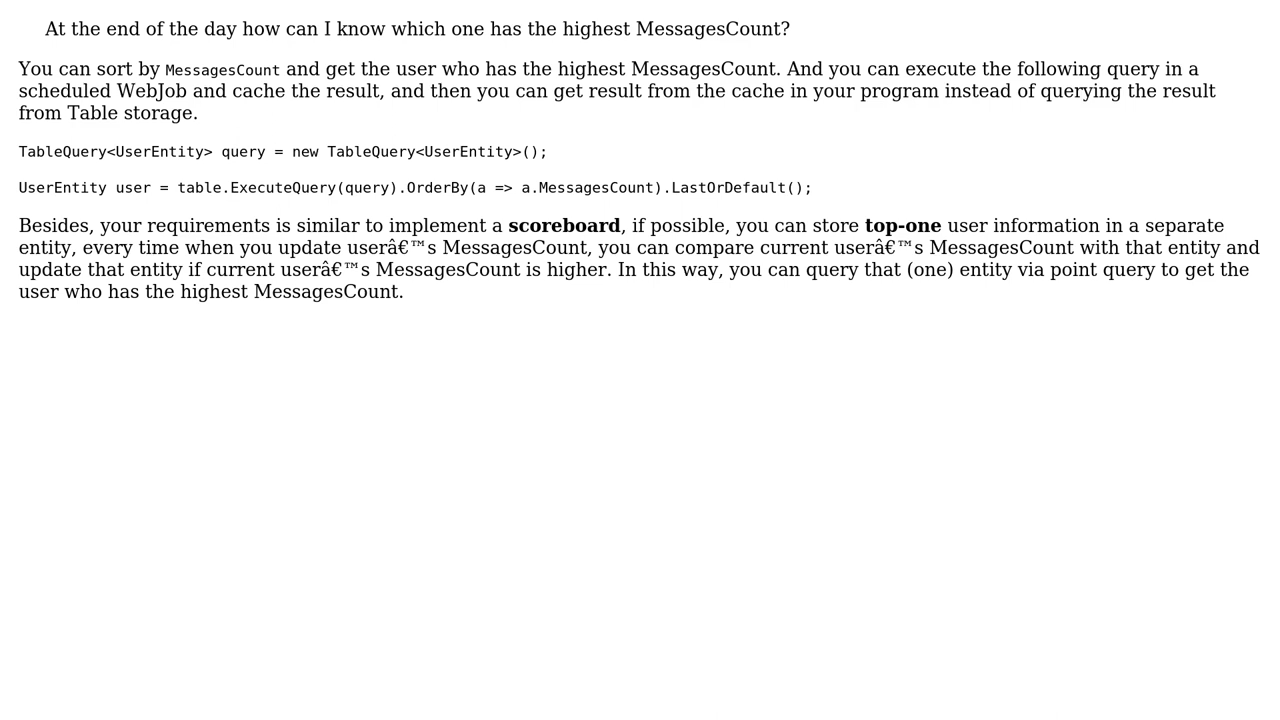 At the end of the day how can I know which one has the highest MessagesCount?
You can sort by MessagesCount and get the user who has the highest MessagesCount. And you can execute the following query in a
scheduled WebJob and cache the result, and then you can get result from the cache in your program instead of querying the result
from Table storage.
TableQuery<UserEntity> query = new TableQuery<UserEntity>();
UserEntity user = table.ExecuteQuery(query).OrderBy(a => a.MessagesCount).LastOrDefault();
Besides, your requirements is similar to implement a scoreboard, if possible, you can store top-one user information in a separate
entity, every time when you update userâ€™s MessagesCount, you can compare current userâ€™s MessagesCount with that entity and
update that entity if current userâ€™s MessagesCount is higher. In this way, you can query that (one) entity via point query to get the
user who has the highest MessagesCount.